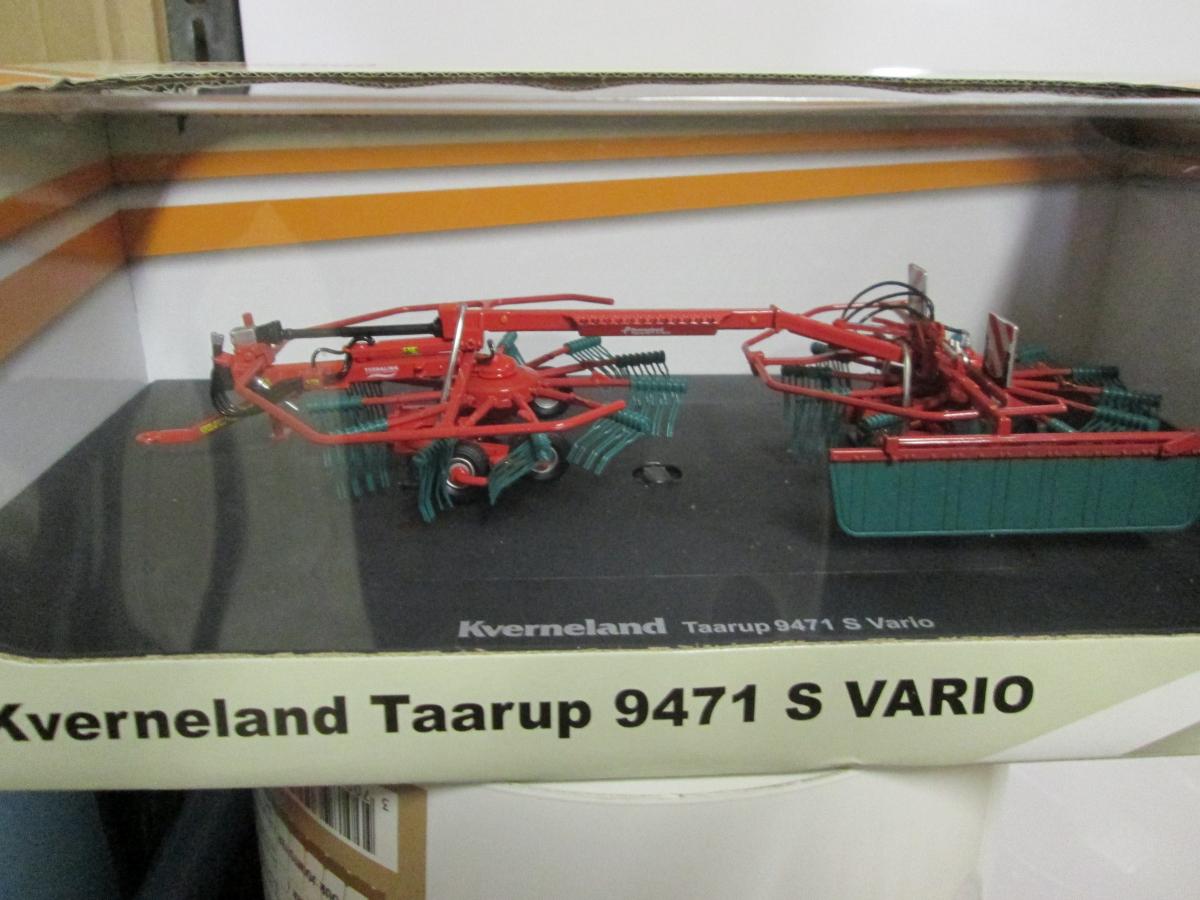 Kverneland Taarup 9471 S Vario
Kverneland Taarup 9471 S VARIO